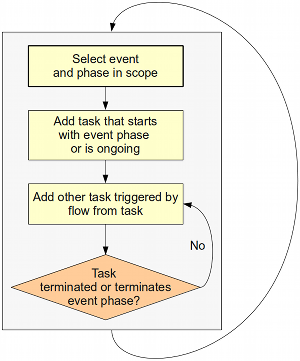 Select event
and phase in scope
Add task that starts
with event phase
or is ongoing
Add other task triggered by
flow from task
No
Task
terminated or terminates
event phase?